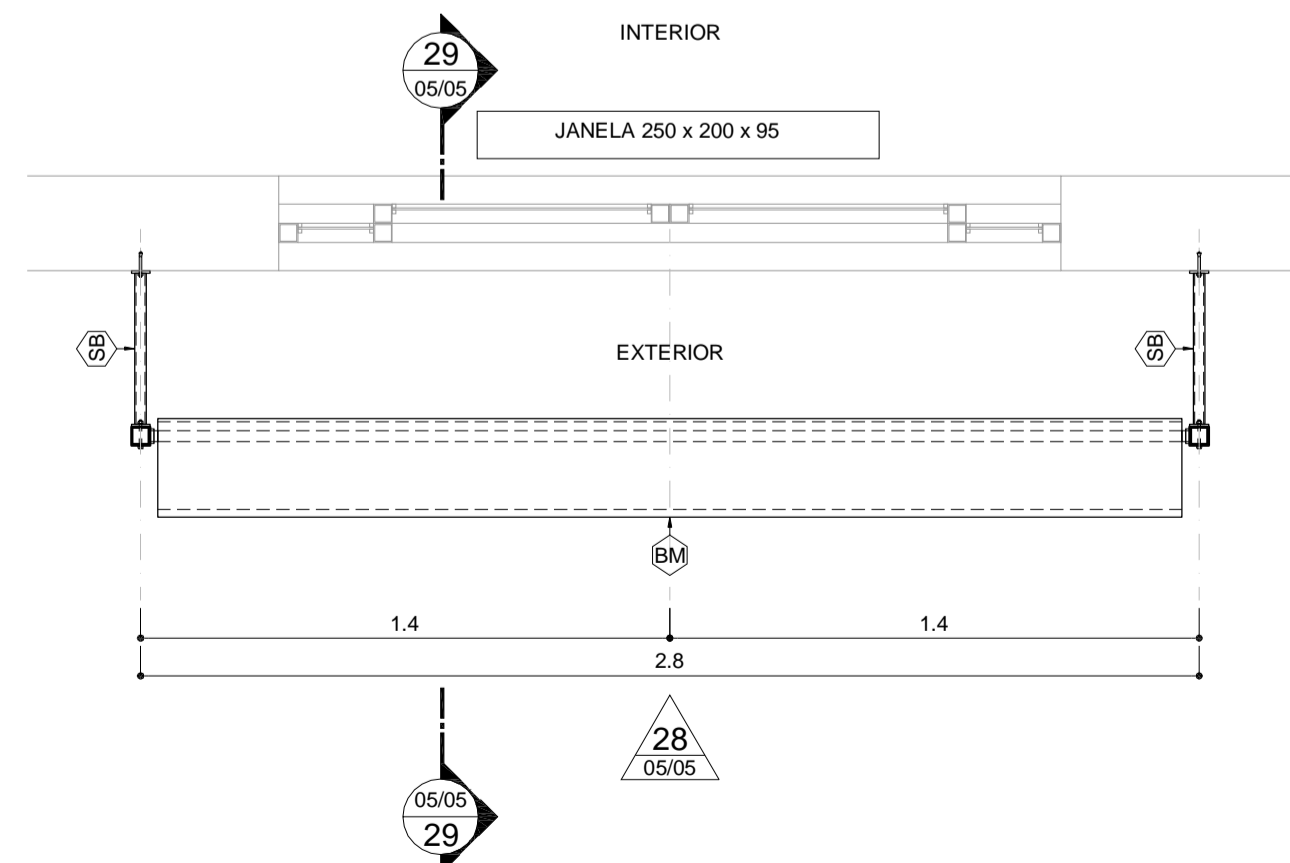 INTERIOR
29
05/05
JANELA 250 x 200 x 95
SB
EXTERIOR
SB
BM
1.4
1.4
2.8
28
05/05
05/05
29